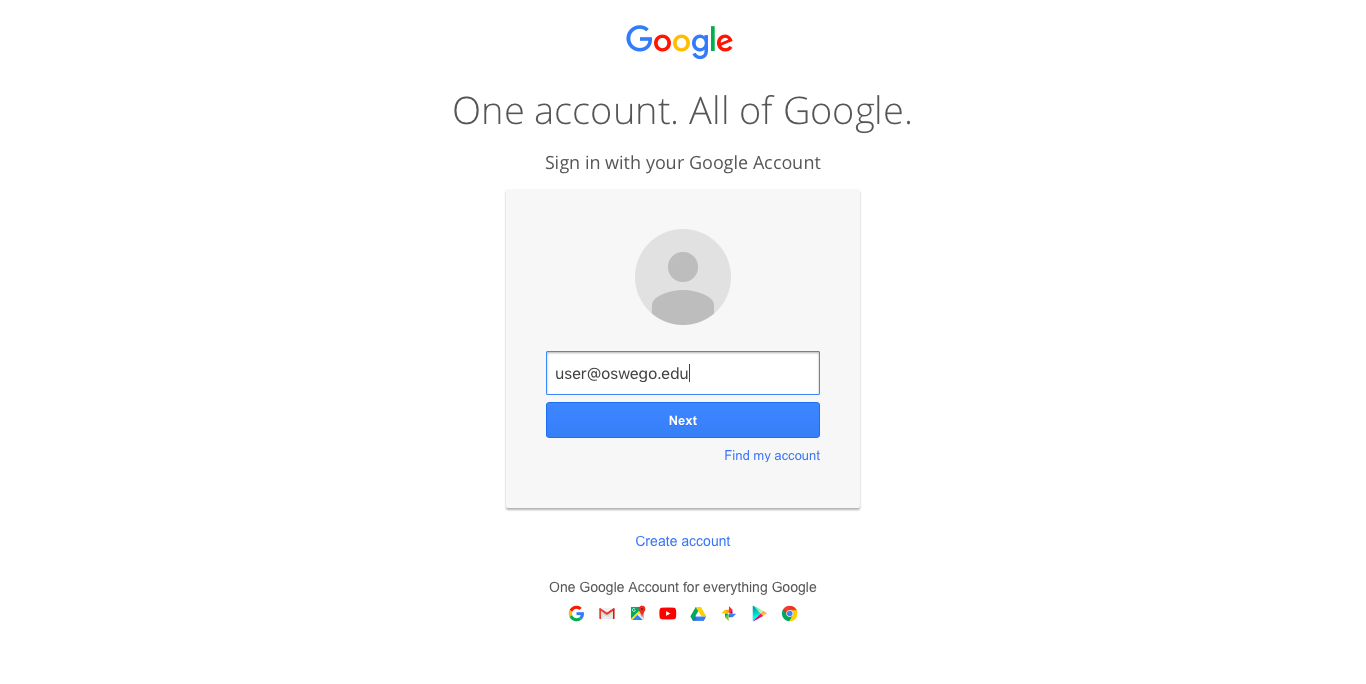 Google
One account. All of Google.
Sign in with your Google Account
user@oswego.edu
Next
Find my account
Create account
One Google Account for everything Google